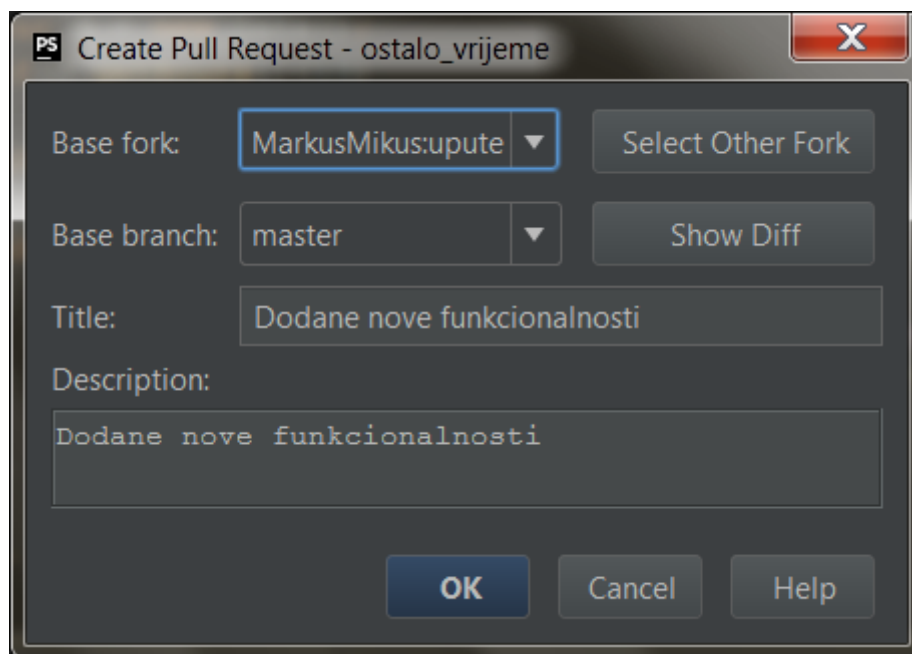 PS Create Pull Request - ostalo_vrijeme X
Base fork: MarkusMikus:upute Select Other Fork
Base branch: master Show Diff
Title: Dodane nove funkcionalnosti
Description:
Dodane nove funkcionalnosti
OK Cancel Help